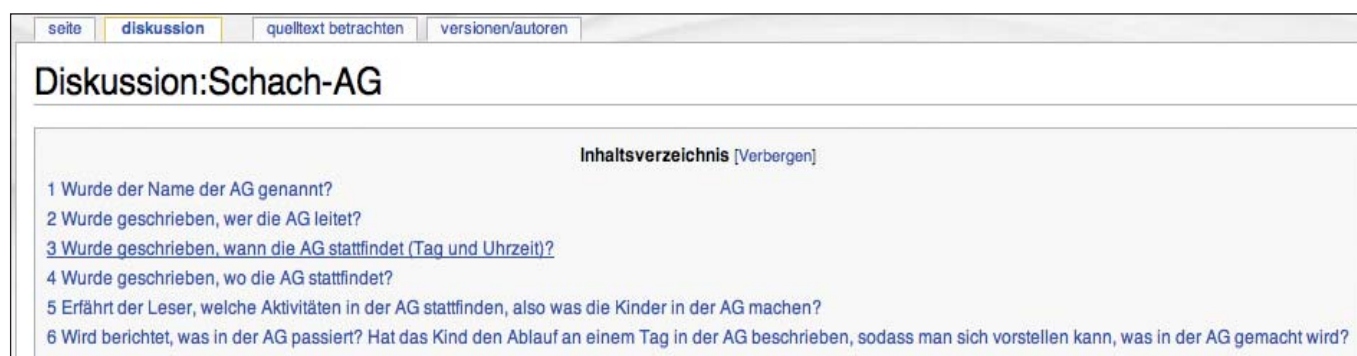 seite diskussion quelltext betrachten versionen/autoren
Diskussion:Schach-AG
Inhaltsverzeichnis [Verbergen]
1 Wurde der Name der AG genannt?
2 Wurde geschrieben, wer die AG leitet?
3 Wurde geschrieben, wann die AG stattfindet (Tag und Uhrzeit)?
4 Wurde geschrieben, wo die AG stattfindet?
5 Erfährt der Leser, welche Aktivitäten in der AG stattfinden, also was die Kinder in der AG machen?
6 Wird berichtet, was in der AG passiert? Hat das Kind den Ablauf an einem Tag in der AG beschrieben, sodass man sich vorstellen kann, was in der AG gemacht wird?